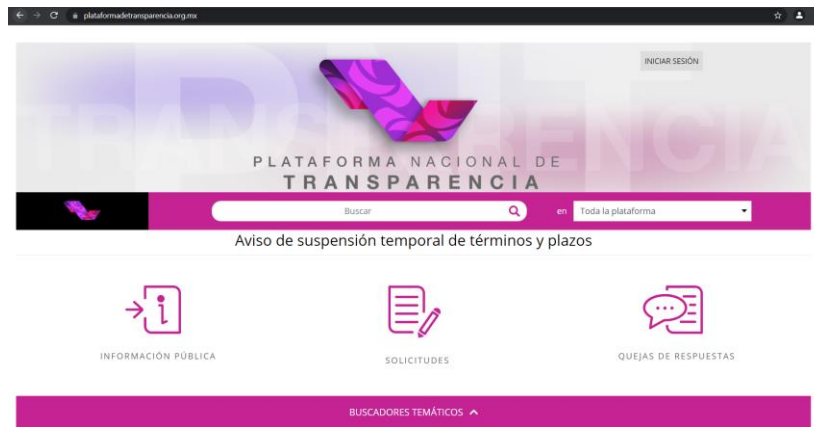 plataformadetransparencia.org.mx
INICIAR SESIÓN
PLATAFORMA NACIONAL DE
TRANSPARENCIA
Buscar
en
Toda la plataforma
Aviso de suspensión temporal de términos y plazos
INFORMACIÓN PÚBLICA
SOLICITUDES
QUEJAS DE RESPUESTAS
BUSCADORES TEMÁTICOS